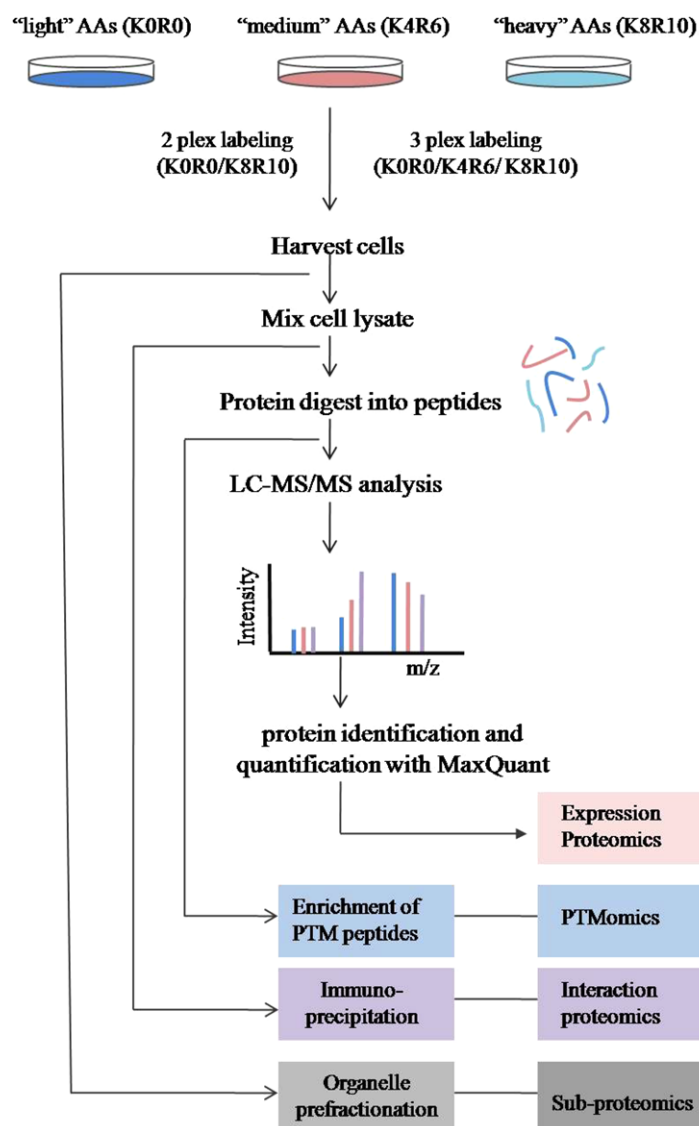 “light” AAs (K0R0)
“medium” AAs (K4R6)
“heavy” AAs (K8R10)
2 plex labeling
(K0R0/K8R10)
3 plex labeling
(K0R0/K4R6/ K8R10)
Harvest cells
Mix cell lysate
Protein digest into peptides
LC-MS/MS analysis
Intensity
m/z
protein identification and
quantification with MaxQuant
Expression
Proteomics
Enrichment of
PTM peptides
PTMomics
Immuno-
precipitation
Interaction
proteomics
Organelle
prefractionation
Sub-proteomics